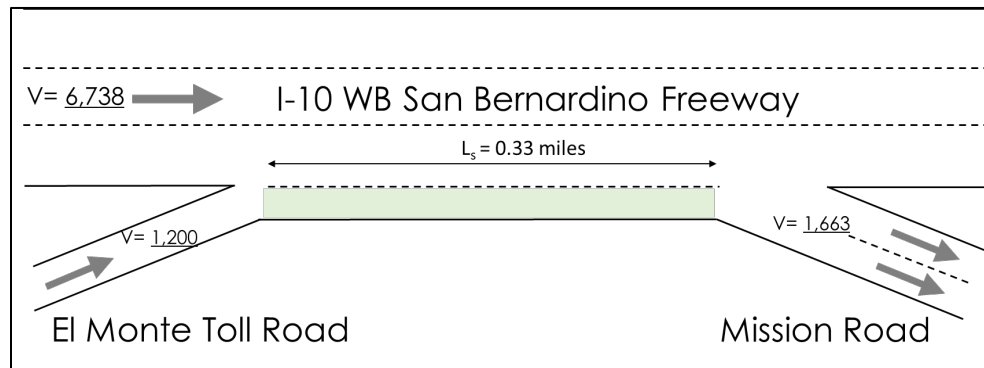 V= 6,738
I-10 WB San Bernardino Freeway
Ls = 0.33 miles
V= 1,200
V= 1,663
El Monte Toll Road
Mission Road